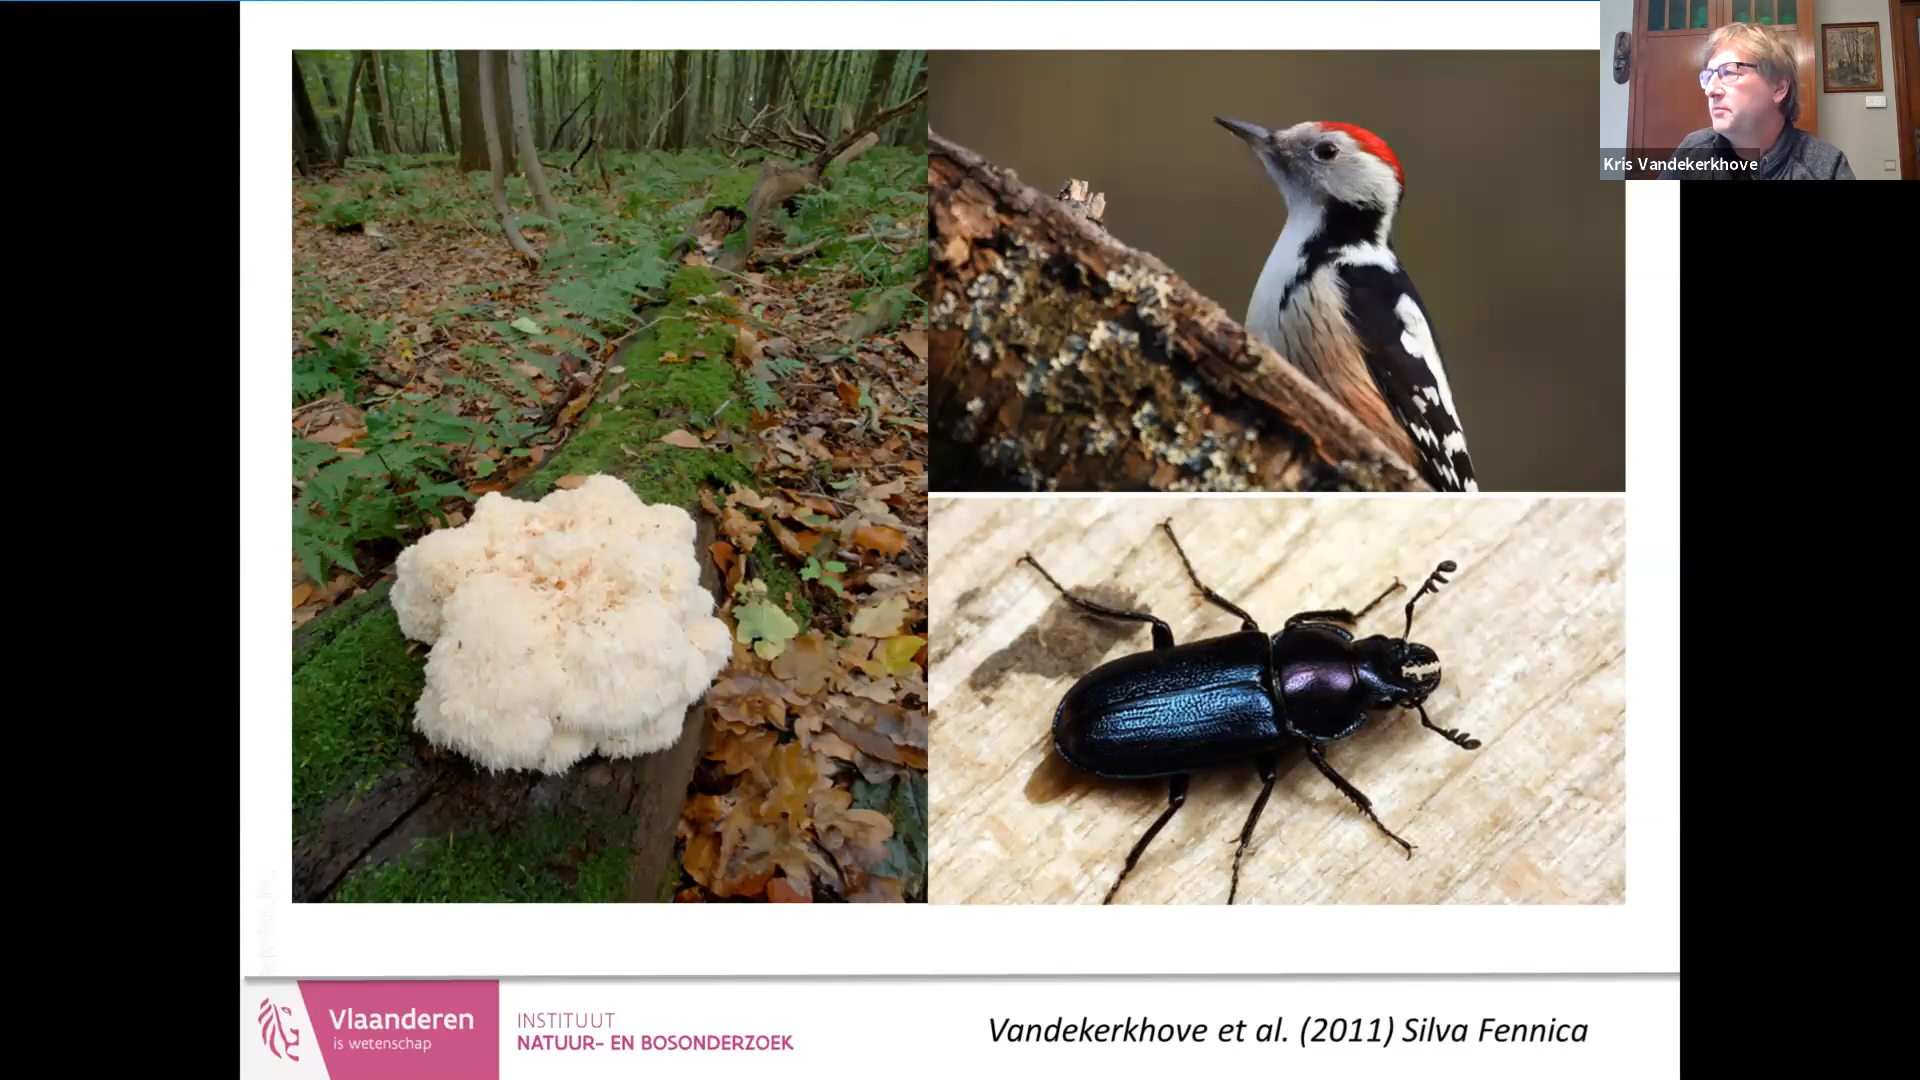 Kris Vandekerkhove
Vlaanderen
is wetenschap
INSTITUUT
NATUUR- EN BOSONDERZOEK
Vandekerkhove et al. (2011) Silva Fennica